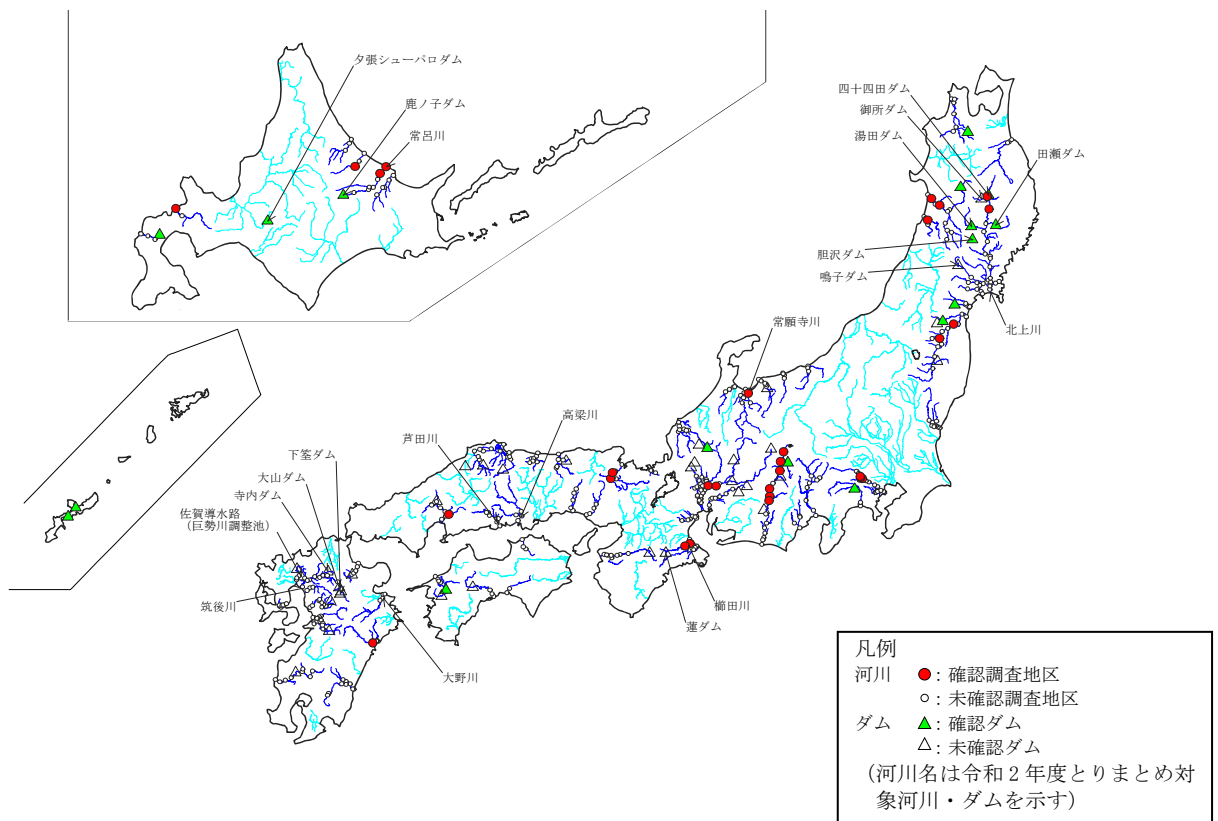 夕張シューパロダム
鹿ノ子ダム
常呂川
四十四田ダム
御所ダム
湯田ダム
田瀬ダム
胆沢ダム
鳴子ダム
北上川
常願寺川
高梁川
芦田川
下筌ダム
大山ダム
寺内ダム
佐賀導水路
(巨勢川調整池)
筑後川
大野川
櫛田川
蓮ダム
凡例
河川 ●:確認調査地区
○:未確認調査地区
ダム ▲:確認ダム
△:未確認ダム
(河川名は令和2年度とりまとめ対
象河川・ダムを示す)